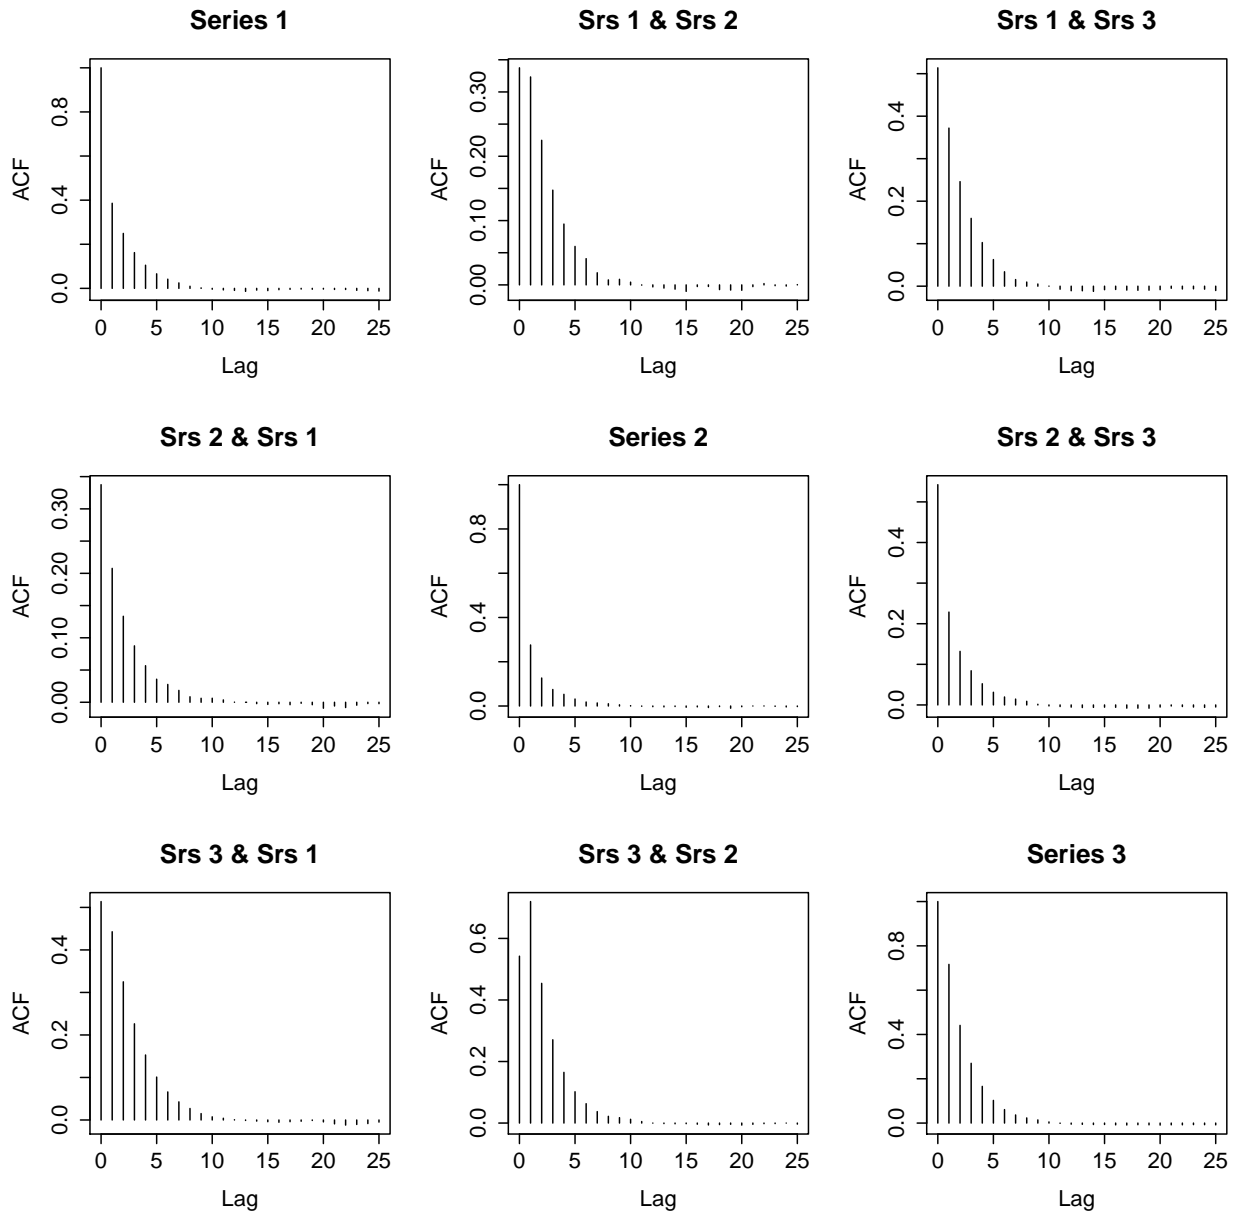 Series 1
ACF
0.0 0.4 0.8
0 5 10 15 20 25
Lag
Srs 1 & Srs 2
ACF
0.00 0.10 0.20 0.30
0 5 10 15 20 25
Lag
Srs 1 & Srs 3
ACF
0.0 0.2 0.4
0 5 10 15 20 25
Lag
Srs 2 & Srs 1
ACF
0.00 0.10 0.20 0.30
0 5 10 15 20 25
Lag
Series 2
ACF
0.0 0.4 0.8
0 5 10 15 20 25
Lag
Srs 2 & Srs 3
ACF
0.0 0.2 0.4
0 5 10 15 20 25
Lag
Srs 3 & Srs 1
ACF
0.0 0.2 0.4
0 5 10 15 20 25
Lag
Srs 3 & Srs 2
ACF
0.0 0.2 0.4 0.6
0 5 10 15 20 25
Lag
Series 3
ACF
0.0 0.4 0.8
0 5 10 15 20 25
Lag